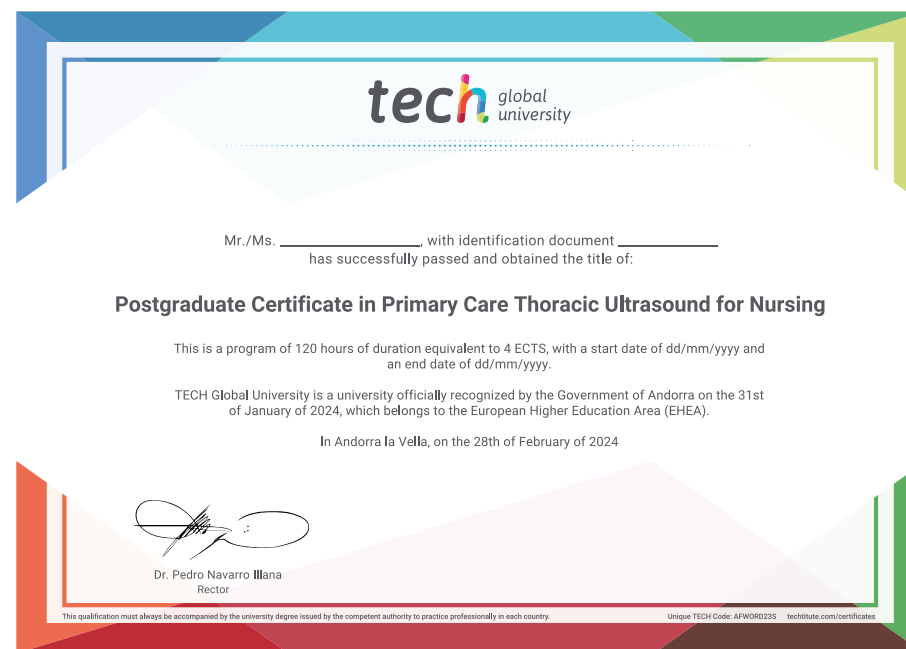 tech global
university
Mr./Ms. ____________, with identification document ____________
has successfully passed and obtained the title of:
Postgraduate Certificate in Primary Care Thoracic Ultrasound for Nursing
This is a program of 120 hours of duration equivalent to 4 ECTS, with a start date of dd/mm/yyyy and
an end date of dd/mm/yyyy.
TECH Global University is a university officially recognized by the Government of Andorra on the 31st
of January of 2024, which belongs to the European Higher Education Area (EHEA).
In Andorra la Vella, on the 28th of February of 2024
Dr. Pedro Navarro Illana
Rector
This qualification must always be accompanied by the university degree issued by the competent authority to practice professionally in each country.
Unique TECH Code: AFWORD23S techtitute.com/certificates